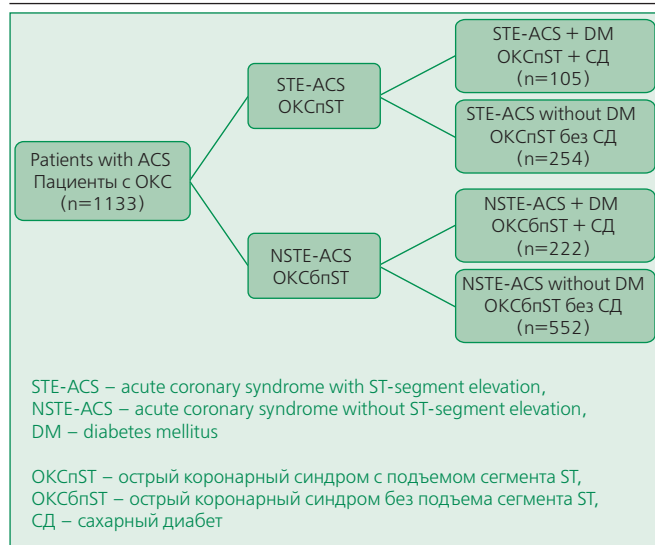 Patients with ACS
Пациенты с ОКС
(n=1133)
STE-ACS
ОКСпST
NSTE-ACS
ОКСбпST
STE-ACS + DM
ОКСпST + СД
(n=105)
STE-ACS without DM
ОКСпST без СД
(n=254)
NSTE-ACS + DM
ОКСбпST + СД
(n=222)
NSTE-ACS without DM
ОКСбпST без СД
(n=552)
STE-ACS – acute coronary syndrome with ST-segment elevation,
NSTE-ACS – acute coronary syndrome without ST-segment elevation,
DM – diabetes mellitus
ОКСпST – острый коронарный синдром с подъемом сегмента ST,
ОКСбпST – острый коронарный синдром без подъема сегмента ST,
СД – сахарный диабет